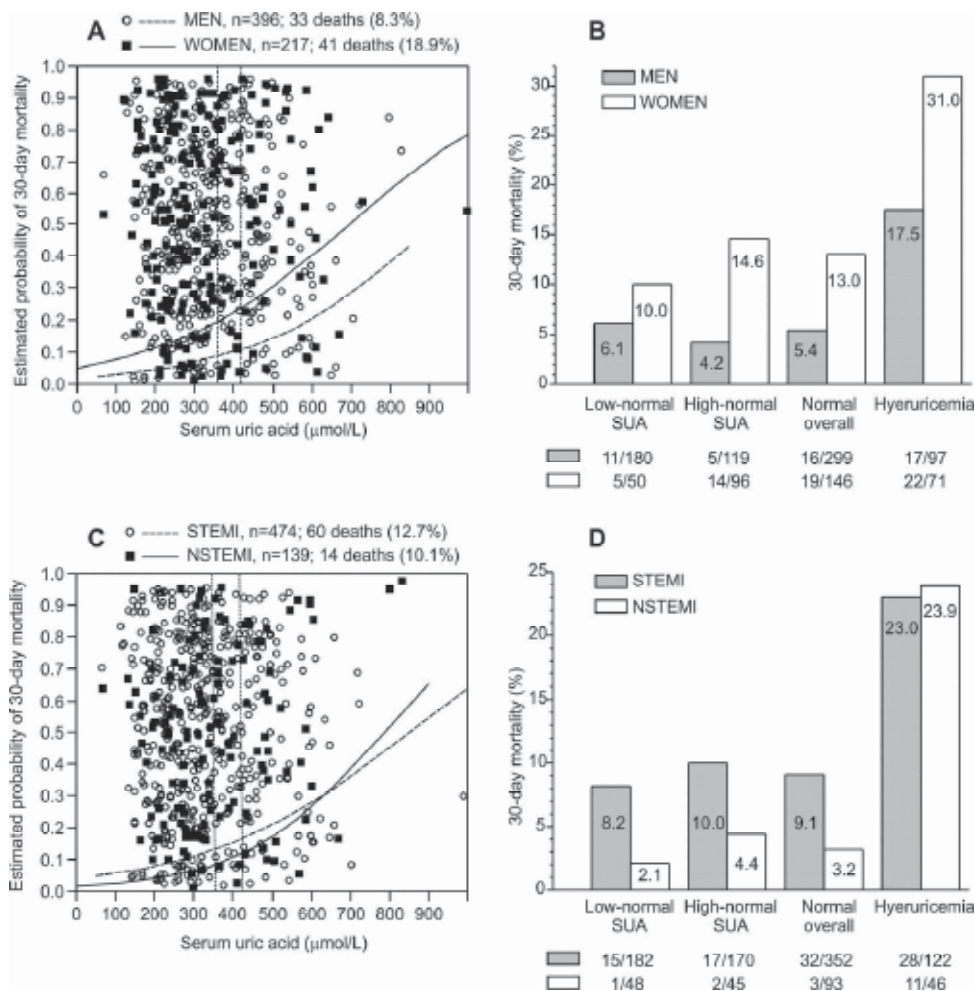 A
MEN, n=396; 33 deaths (8.3%)
WOMEN, n=217; 41 deaths (18.9%)
Estimated probability of 30-day mortality
1.0
0.9
0.8
0.7
0.6
0.5
0.4
0.3
0.2
0.1
0.0
0 100 200 300 400 500 600 700 800 900
Serum uric acid (μmol/L)
B
MEN
WOMEN
30-day mortality (%)
30
25
20
15
10
5
0
6.1 10.0 4.2 14.6 5.4 13.0 17.5 31.0
Low-normal SUA
High-normal SUA
Normal overall
Hyeruricemia
11/180 5/119 16/299 17/97
5/50 14/96 19/146 22/71
C
STEMI, n=474; 60 deaths (12.7%)
NSTEMI, n=139; 14 deaths (10.1%)
Estimated probability of 30-day mortality
1.0
0.9
0.8
0.7
0.6
0.5
0.4
0.3
0.2
0.1
0.0
0 100 200 300 400 500 600 700 800 900
Serum uric acid (μmol/L)
D
STEMI
NSTEMI
30-day mortality (%)
25
20
15
10
5
0
8.2 2.1 10.0 4.4 9.1 3.2 23.0 23.9
Low-normal SUA
High-normal SUA
Normal overall
Hyeruricemia
15/182 17/170 32/352 28/122
1/48 2/45 3/93 11/46